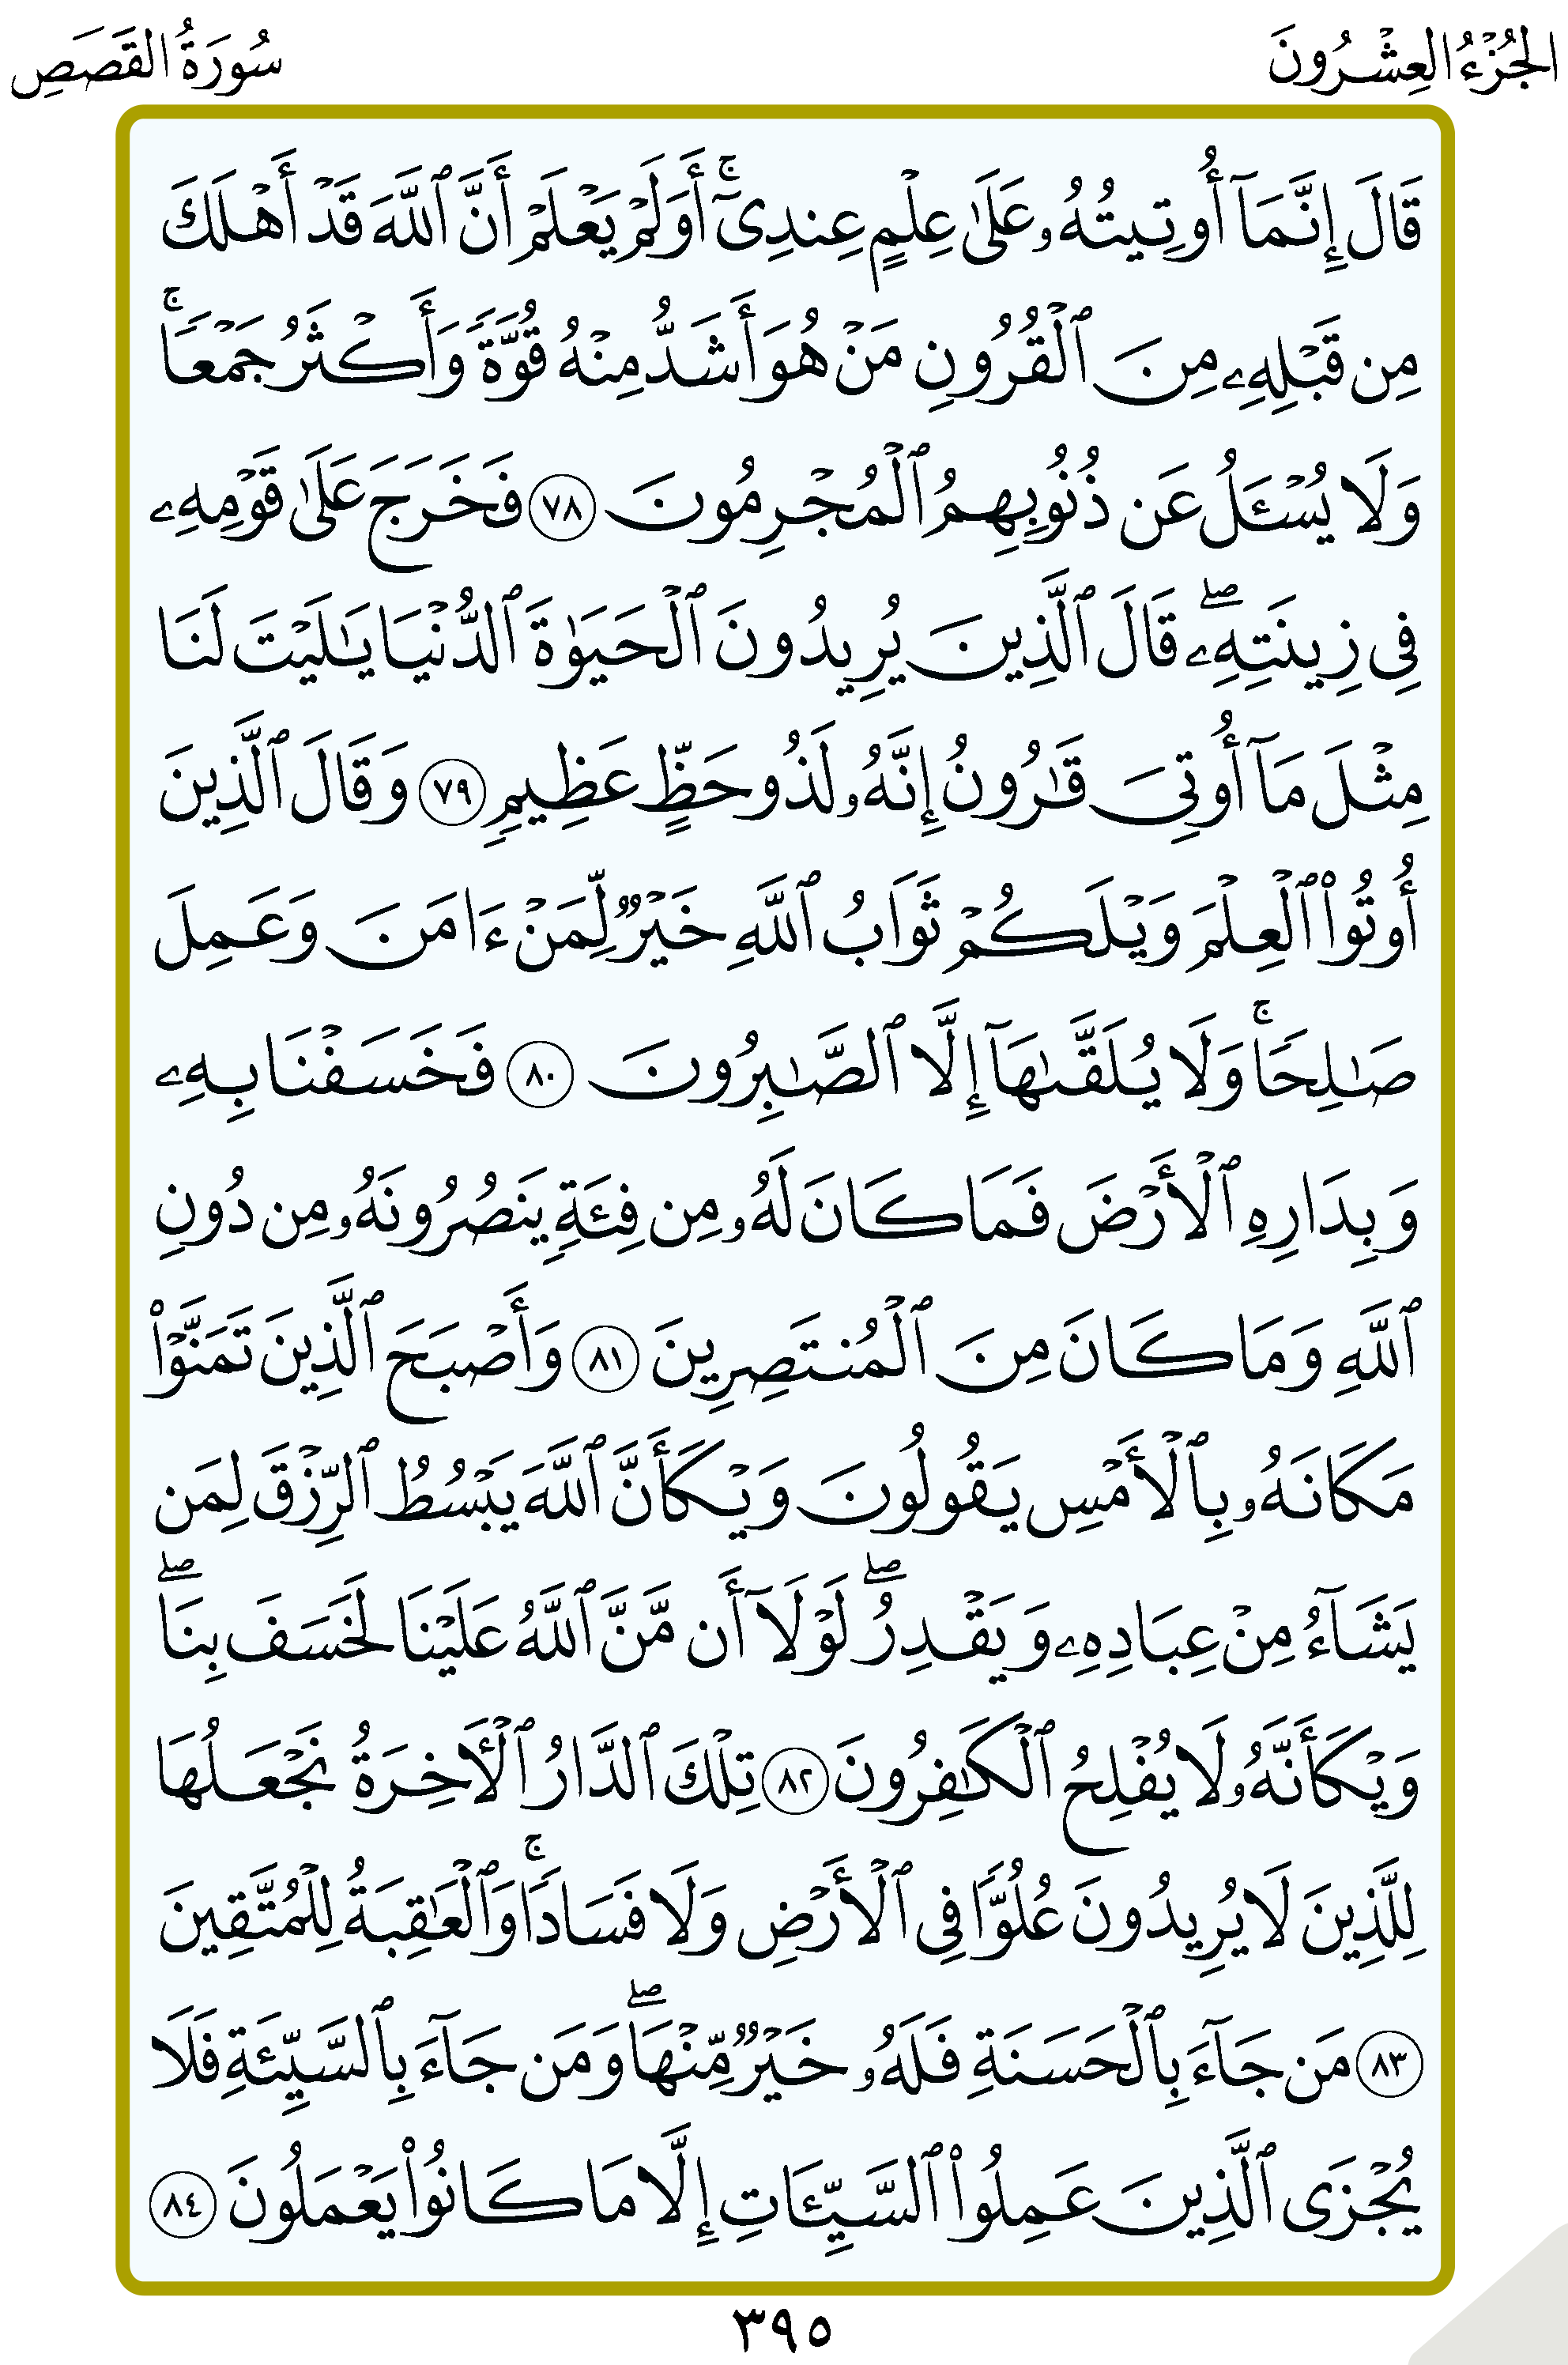 الجُزْءُ العِشْرُونَ
سُورَةُ القَصَصِ
قَالَ إِنَّمَآ أُوتِيتُهُۥ عَلَىٰ عِلْمٍ عِندِىٓ ۚ أَوَلَمْ يَعْلَمْ أَنَّ ٱللَّهَ قَدْ أَهْلَكَ
مِن قَبْلِهِۦ مِنَ ٱلْقُرُونِ مَنْ هُوَ أَشَدُّ مِنْهُ قُوَّةً وَأَكْثَرُ جَمْعًا ۚ
وَلَا يُسْـَٔلُ عَن ذُنُوبِهِمُ ٱلْمُجْرِمُونَ ٧٨ فَخَرَجَ عَلَىٰ قَوْمِهِۦ
فِى زِينَتِهِۦ ۖ قَالَ ٱلَّذِينَ يُرِيدُونَ ٱلْحَيَوٰةَ ٱلدُّنْيَا يَـٰلَيْتَ لَنَا
مِثْلَ مَآ أُوتِىَ قَـٰرُونُ إِنَّهُۥ لَذُو حَظٍّ عَظِيمٍ ٧٩ وَقَالَ ٱلَّذِينَ
أُوتُوا۟ ٱلْعِلْمَ وَيْلَكُمْ ثَوَابُ ٱللَّهِ خَيْرٌ لِّمَنْ ءَامَنَ وَعَمِلَ
صَـٰلِحًا ۚ وَلَا يُلَقَّىٰهَآ إِلَّا ٱلصَّـٰبِرُونَ ٨٠ فَخَسَفْنَا بِهِۦ
وَبِدَارِهِ ٱلْأَرْضَ فَمَا كَانَ لَهُۥ مِن فِئَةٍ يَنصُرُونَهُۥ مِن دُونِ
ٱللَّهِ وَمَا كَانَ مِنَ ٱلْمُنتَصِرِينَ ٨١ وَأَصْبَحَ ٱلَّذِينَ تَمَنَّوْا۟
مَكَانَهُۥ بِٱلْأَمْسِ يَقُولُونَ وَيْكَأَنَّ ٱللَّهَ يَبْسُطُ ٱلرِّزْقَ لِمَن
يَشَآءُ مِنْ عِبَادِهِۦ وَيَقْدِرُ ۖ لَوْلَآ أَن مَّنَّ ٱللَّهُ عَلَيْنَا لَخَسَفَ بِنَا ۖ
وَيْكَأَنَّهُۥ لَا يُفْلِحُ ٱلْكَـٰفِرُونَ ٨٢ تِلْكَ ٱلدَّارُ ٱلْـَٔاخِرَةُ نَجْعَلُهَا
لِلَّذِينَ لَا يُرِيدُونَ عُلُوًّا فِى ٱلْأَرْضِ وَلَا فَسَادًا ۚ وَٱلْعَـٰقِبَةُ لِلْمُتَّقِينَ
٨٣ مَن جَآءَ بِٱلْحَسَنَةِ فَلَهُۥ خَيْرٌ مِّنْهَا ۖ وَمَن جَآءَ بِٱلسَّيِّئَةِ فَلَا
يُجْزَى ٱلَّذِينَ عَمِلُوا۟ ٱلسَّيِّـَٔاتِ إِلَّا مَا كَانُوا۟ يَعْمَلُونَ ٨٤
٣٩٥